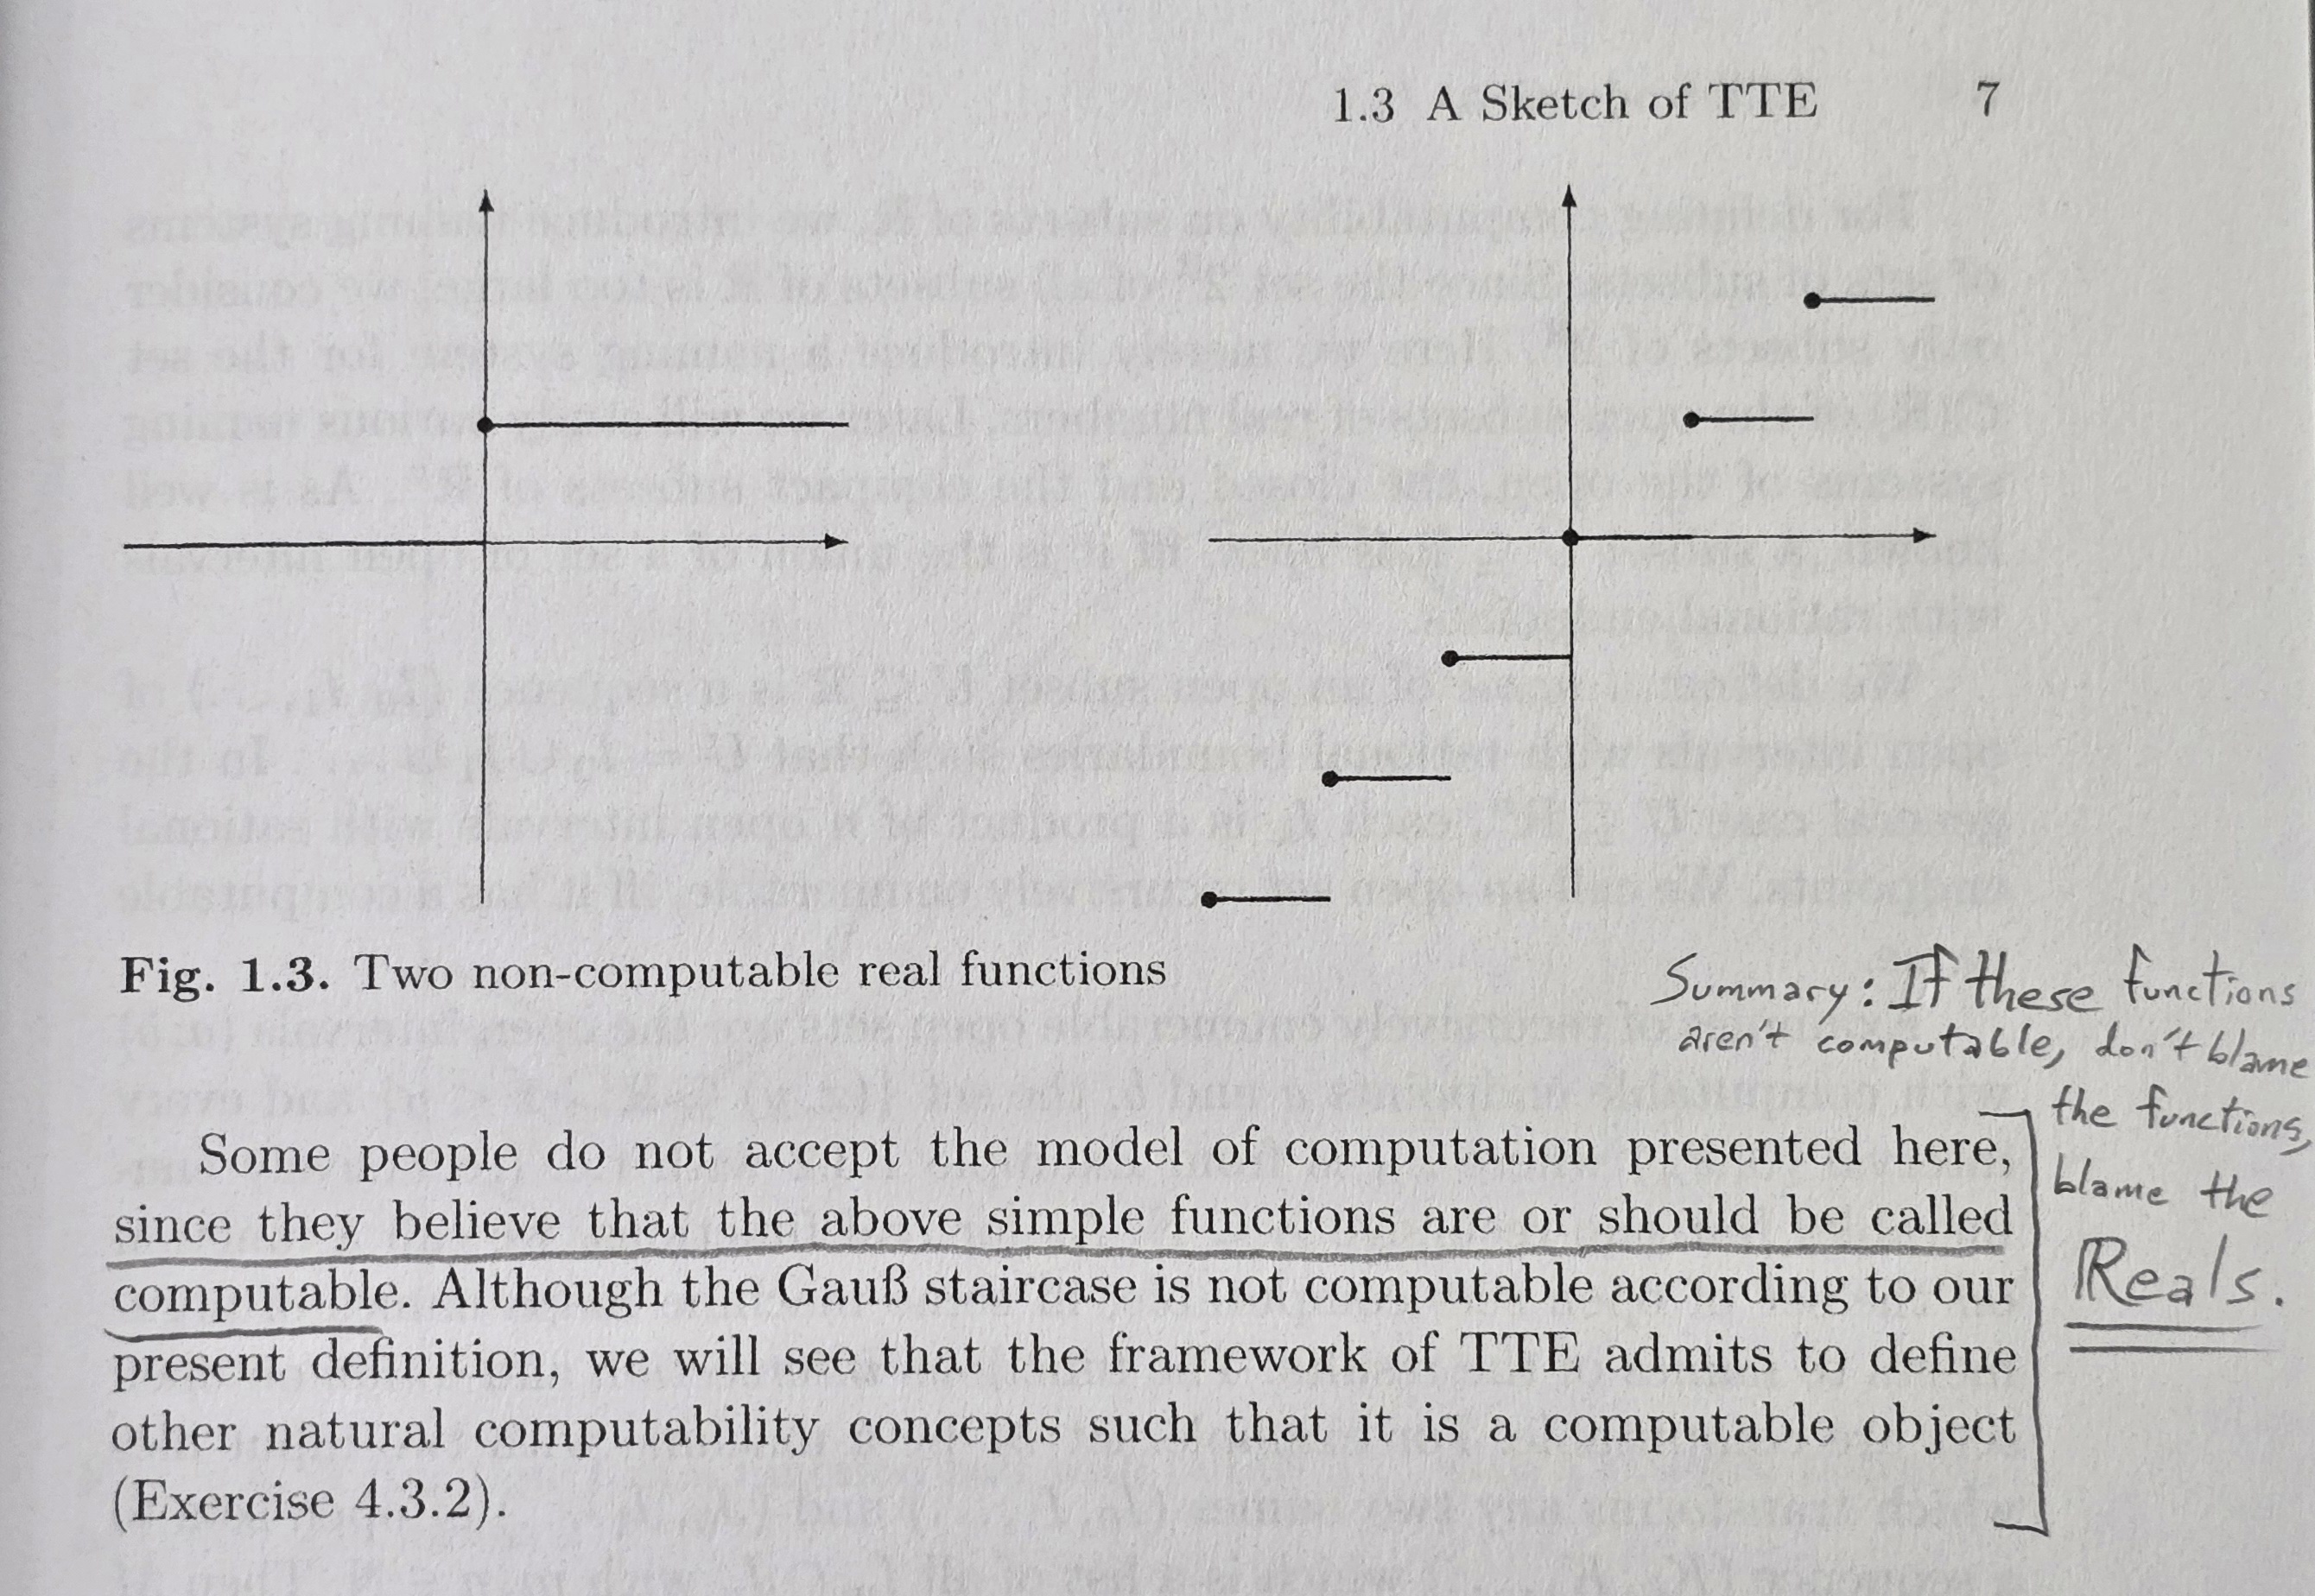 1.3 A Sketch of TTE 7
Fig. 1.3. Two non-computable real functions
Summary: If these functions
aren't computable, don't blame
the functions,
blame the
Reals.
Some people do not accept the model of computation presented here,
since they believe that the above simple functions are or should be called
computable. Although the Gauß staircase is not computable according to our
present definition, we will see that the framework of TTE admits to define
other natural computability concepts such that it is a computable object
(Exercise 4.3.2).